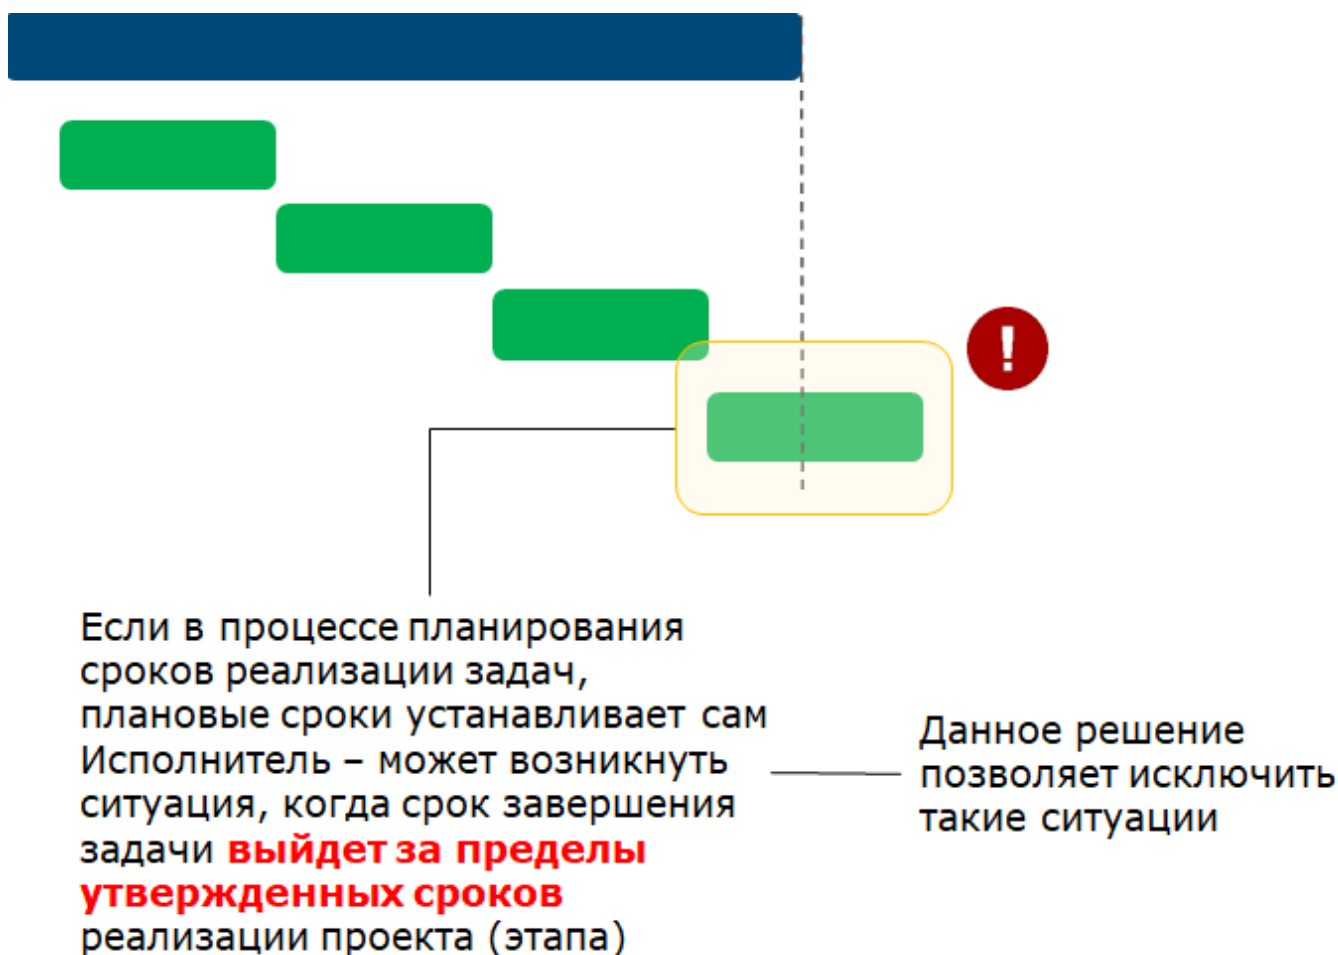 !
Если в процессе планирования
сроков реализации задач,
плановые сроки устанавливает сам
Исполнитель – может возникнуть
ситуация, когда срок завершения
задачи выйдет за пределы
утвержденных сроков
реализации проекта (этапа)
Данное решение
позволяет исключить
такие ситуации